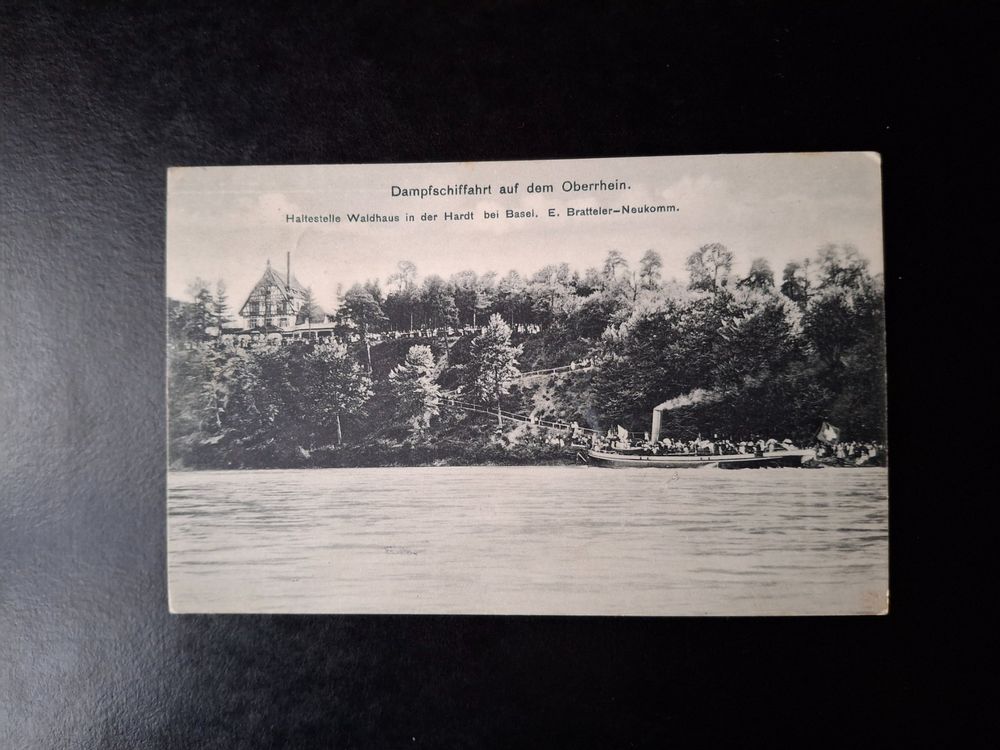 Dampfschiffahrt auf dem Oberrhein.
Haltestelle Waldhaus in der Hardt bei Basel. E. Bratteler-Neukomm.